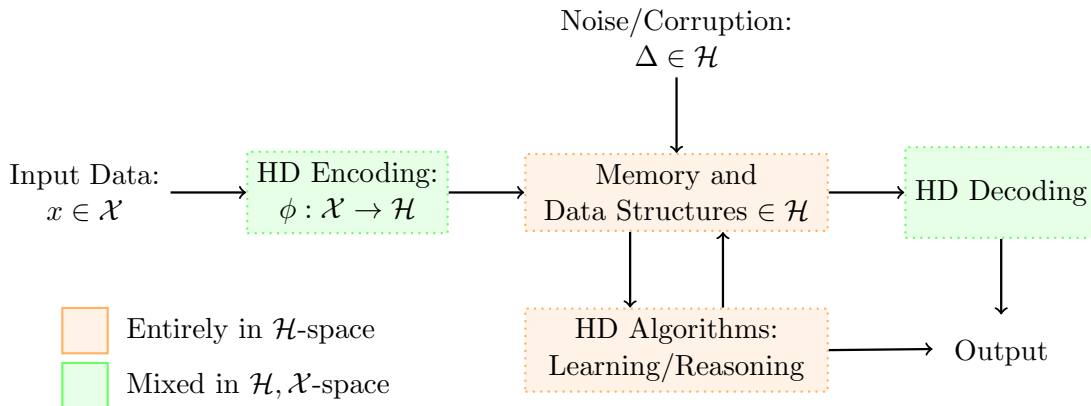 Noise/Corruption:
Δ ∈ ℋ
Input Data:
x ∈ 𝒳
HD Encoding:
ϕ : 𝒳 → ℋ
Memory and
Data Structures ∈ ℋ
HD Decoding
HD Algorithms:
Learning/Reasoning
Output
Entirely in ℋ-space
Mixed in ℋ, 𝒳-space